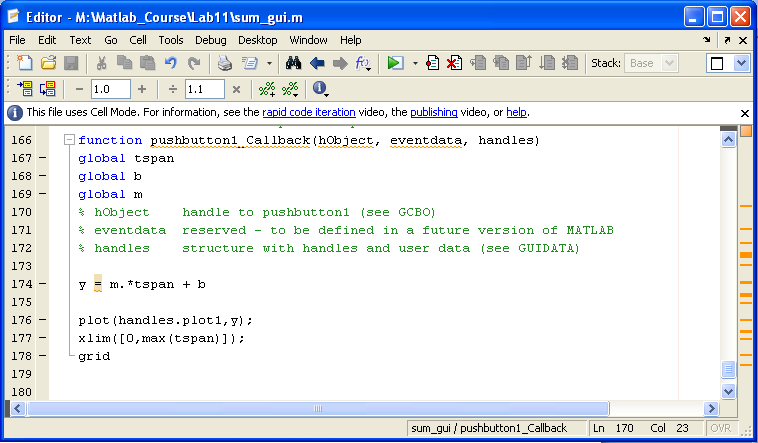 Editor - M:\Matlab_Course\Lab11\sum_gui.m
File Edit Text Go Cell Tools Debug Desktop Window Help
Stack: Base
- 1.0 + ÷ 1.1 ×
This file uses Cell Mode. For information, see the rapid code iteration video, the publishing video, or help.
166 function pushbutton1_Callback(hObject, eventdata, handles)
167 - global tspan
168 - global b
169 - global m
170 % hObject    handle to pushbutton1 (see GCBO)
171 % eventdata  reserved - to be defined in a future version of MATLAB
172 % handles    structure with handles and user data (see GUIDATA)
173
174 - y = m.*tspan + b
175
176 - plot(handles.plot1,y);
177 - xlim([0,max(tspan)]);
178 - grid
179
180
sum_gui / pushbutton1_Callback Ln 170 Col 23 OVR